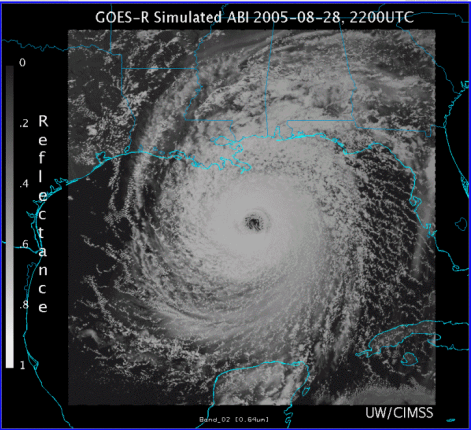 GOES-R Simulated ABI 2005-08-28, 2200UTC
0
.2
.4
.6
.8
1
Reflectance
UW/CIMSS
Band_02 [0.64um]